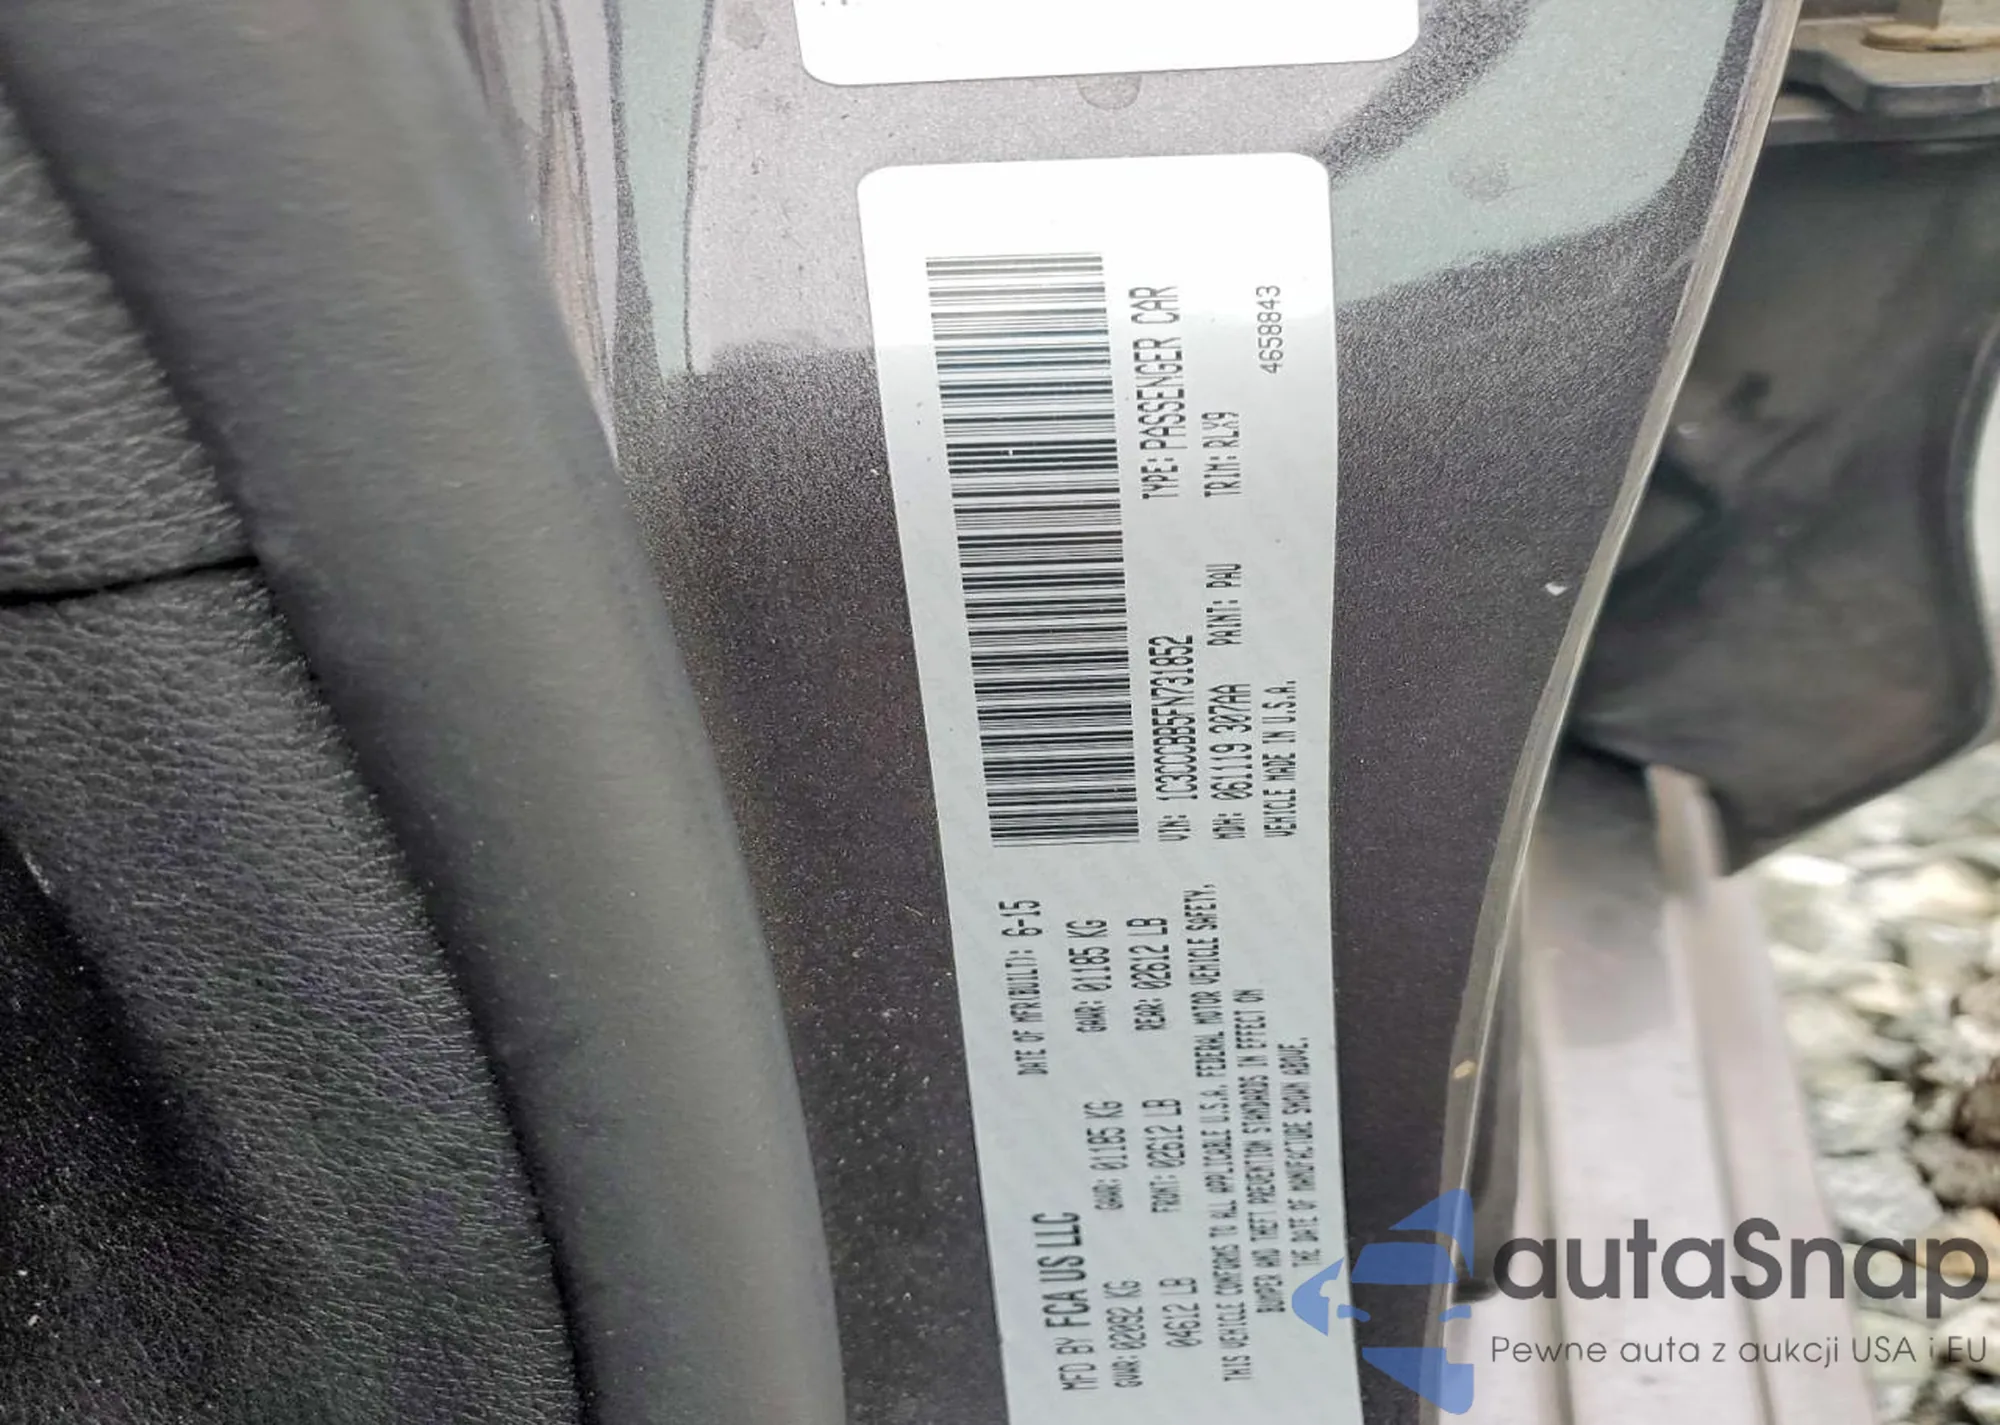 MFD BY FCA US LLC
DATE OF MFR(BUILT): 6-15
GVWR: 02092 KG
GAWR: 01185 KG
GAWR: 01185 KG
04612 LB
FRONT: 02612 LB
REAR: 02612 LB
THIS VEHICLE CONFORMS TO ALL APPLICABLE U.S.A. FEDERAL MOTOR VEHICLE SAFETY,
BUMPER AND THEFT PREVENTION STANDARDS IN EFFECT ON
THE DATE OF MANUFACTURE SHOWN ABOVE.
VIN: 1C3CCCBB5FN731852
TYPE: PASSENGER CAR
MDH: 061119 307AA
PAINT: PAU
TRIM: RLX9
VEHICLE MADE IN U.S.A.
4658843
autaSnap
Pewne auta z aukcji USA i EU